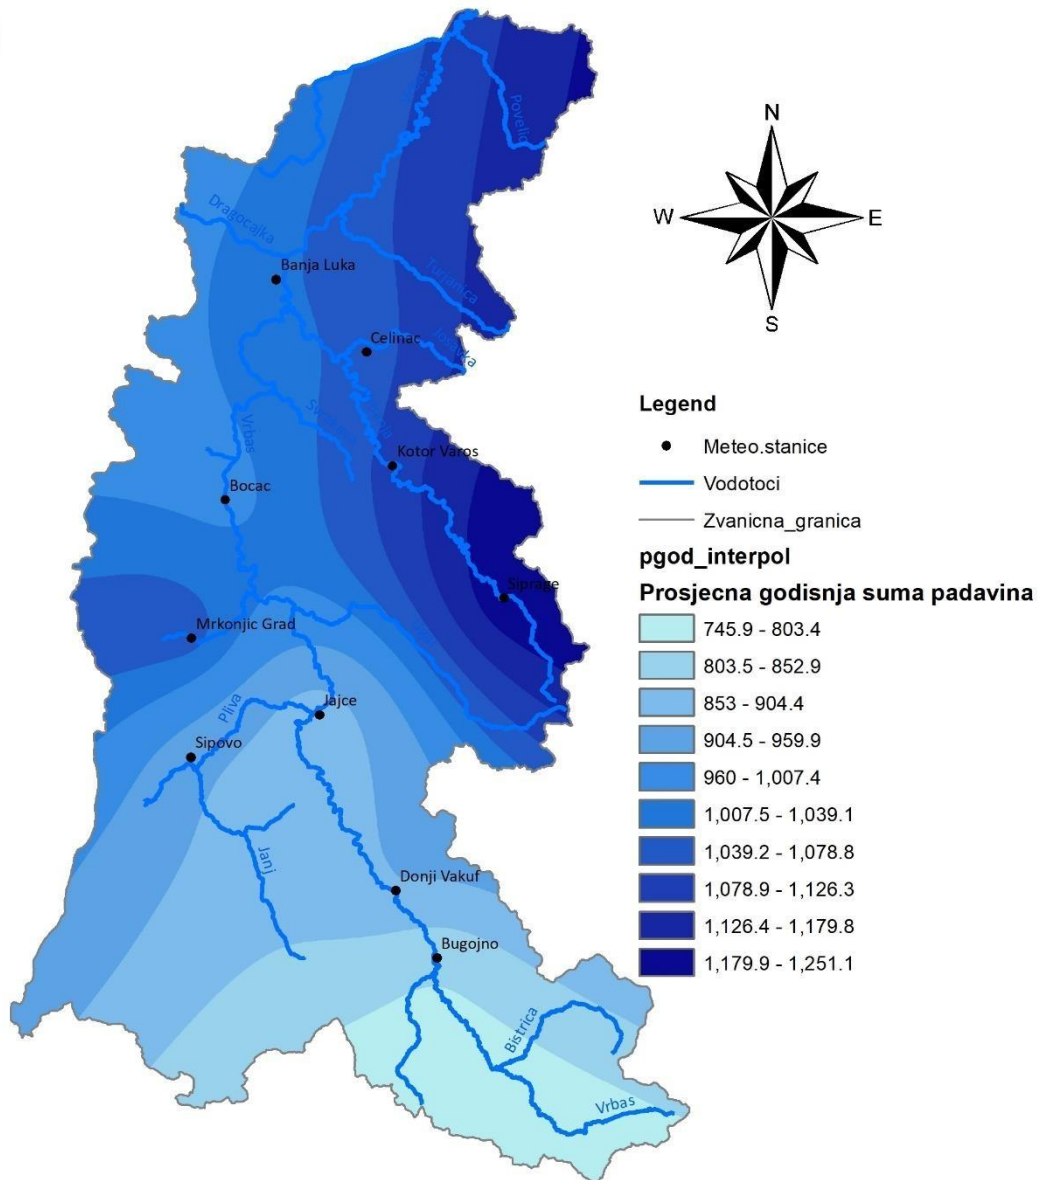 Vrbas
Povelic
N
W
E
S
Dragocajka
Banja Luka
Turjanica
Celinac
Josavka
Legend
Meteo.stanice
Vodotoci
Zvanicna_granica
pgod_interpol
Prosjecna godisnja suma padavina
745.9 - 803.4
803.5 - 852.9
853 - 904.4
904.5 - 959.9
960 - 1,007.4
1,007.5 - 1,039.1
1,039.2 - 1,078.8
1,078.9 - 1,126.3
1,126.4 - 1,179.8
1,179.9 - 1,251.1
Vrbas
Kotor Varos
Bocac
Siprage
Mrkonjic Grad
Pliva
Jajce
Sipovo
Janj
Donji Vakuf
Bugojno
Bistrica
Vrbas